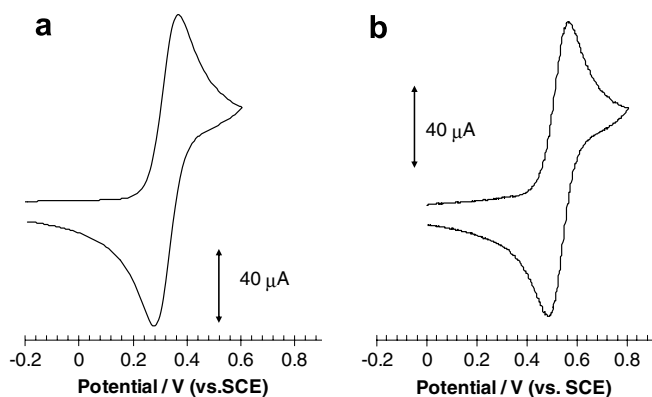 a
b
40 μA
40 μA
-0.2 0 0.2 0.4 0.6 0.8
-0.2 0 0.2 0.4 0.6 0.8
Potential / V (vs.SCE)
Potential / V (vs. SCE)